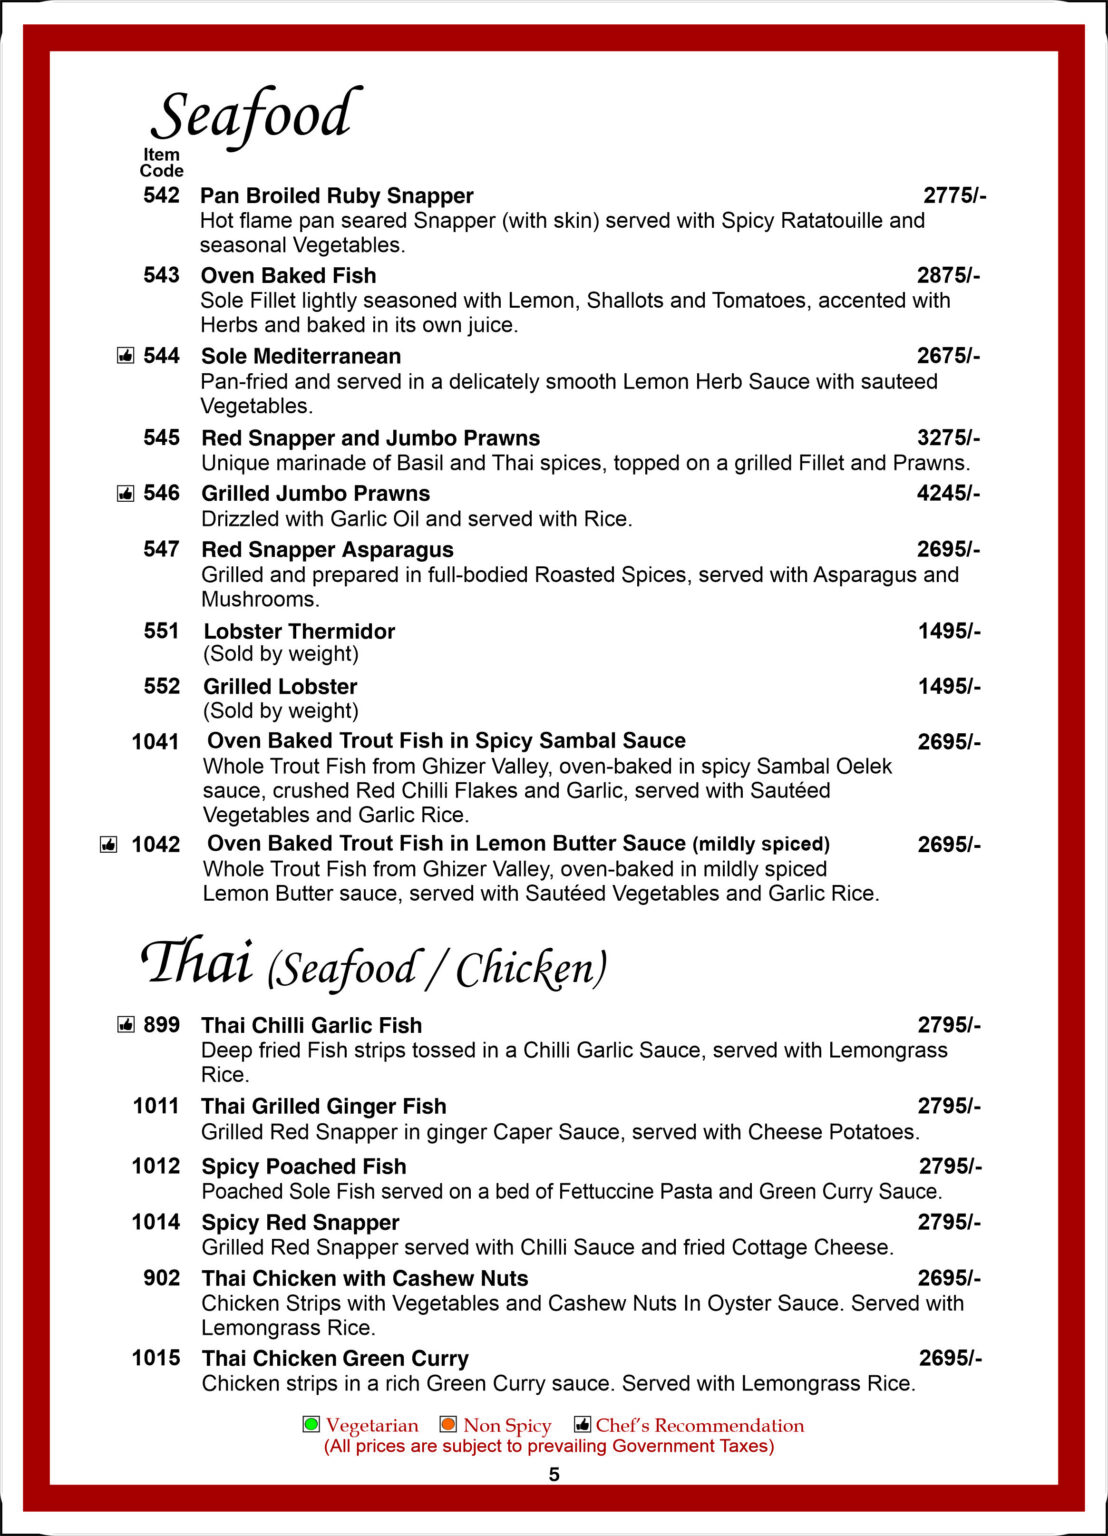 Seafood
Item
Code
542 Pan Broiled Ruby Snapper 2775/-
Hot flame pan seared Snapper (with skin) served with Spicy Ratatouille and
seasonal Vegetables.
543 Oven Baked Fish 2875/-
Sole Fillet lightly seasoned with Lemon, Shallots and Tomatoes, accented with
Herbs and baked in its own juice.
544 Sole Mediterranean 2675/-
Pan-fried and served in a delicately smooth Lemon Herb Sauce with sauteed
Vegetables.
545 Red Snapper and Jumbo Prawns 3275/-
Unique marinade of Basil and Thai spices, topped on a grilled Fillet and Prawns.
546 Grilled Jumbo Prawns 4245/-
Drizzled with Garlic Oil and served with Rice.
547 Red Snapper Asparagus 2695/-
Grilled and prepared in full-bodied Roasted Spices, served with Asparagus and
Mushrooms.
551 Lobster Thermidor 1495/-
(Sold by weight)
552 Grilled Lobster 1495/-
(Sold by weight)
1041 Oven Baked Trout Fish in Spicy Sambal Sauce 2695/-
Whole Trout Fish from Ghizer Valley, oven-baked in spicy Sambal Oelek
sauce, crushed Red Chilli Flakes and Garlic, served with Sautéed
Vegetables and Garlic Rice.
1042 Oven Baked Trout Fish in Lemon Butter Sauce (mildly spiced) 2695/-
Whole Trout Fish from Ghizer Valley, oven-baked in mildly spiced
Lemon Butter sauce, served with Sautéed Vegetables and Garlic Rice.
Thai (Seafood / Chicken)
899 Thai Chilli Garlic Fish 2795/-
Deep fried Fish strips tossed in a Chilli Garlic Sauce, served with Lemongrass
Rice.
1011 Thai Grilled Ginger Fish 2795/-
Grilled Red Snapper in ginger Caper Sauce, served with Cheese Potatoes.
1012 Spicy Poached Fish 2795/-
Poached Sole Fish served on a bed of Fettuccine Pasta and Green Curry Sauce.
1014 Spicy Red Snapper 2795/-
Grilled Red Snapper served with Chilli Sauce and fried Cottage Cheese.
902 Thai Chicken with Cashew Nuts 2695/-
Chicken Strips with Vegetables and Cashew Nuts In Oyster Sauce. Served with
Lemongrass Rice.
1015 Thai Chicken Green Curry 2695/-
Chicken strips in a rich Green Curry sauce. Served with Lemongrass Rice.
Vegetarian Non Spicy Chef's Recommendation
(All prices are subject to prevailing Government Taxes)
5